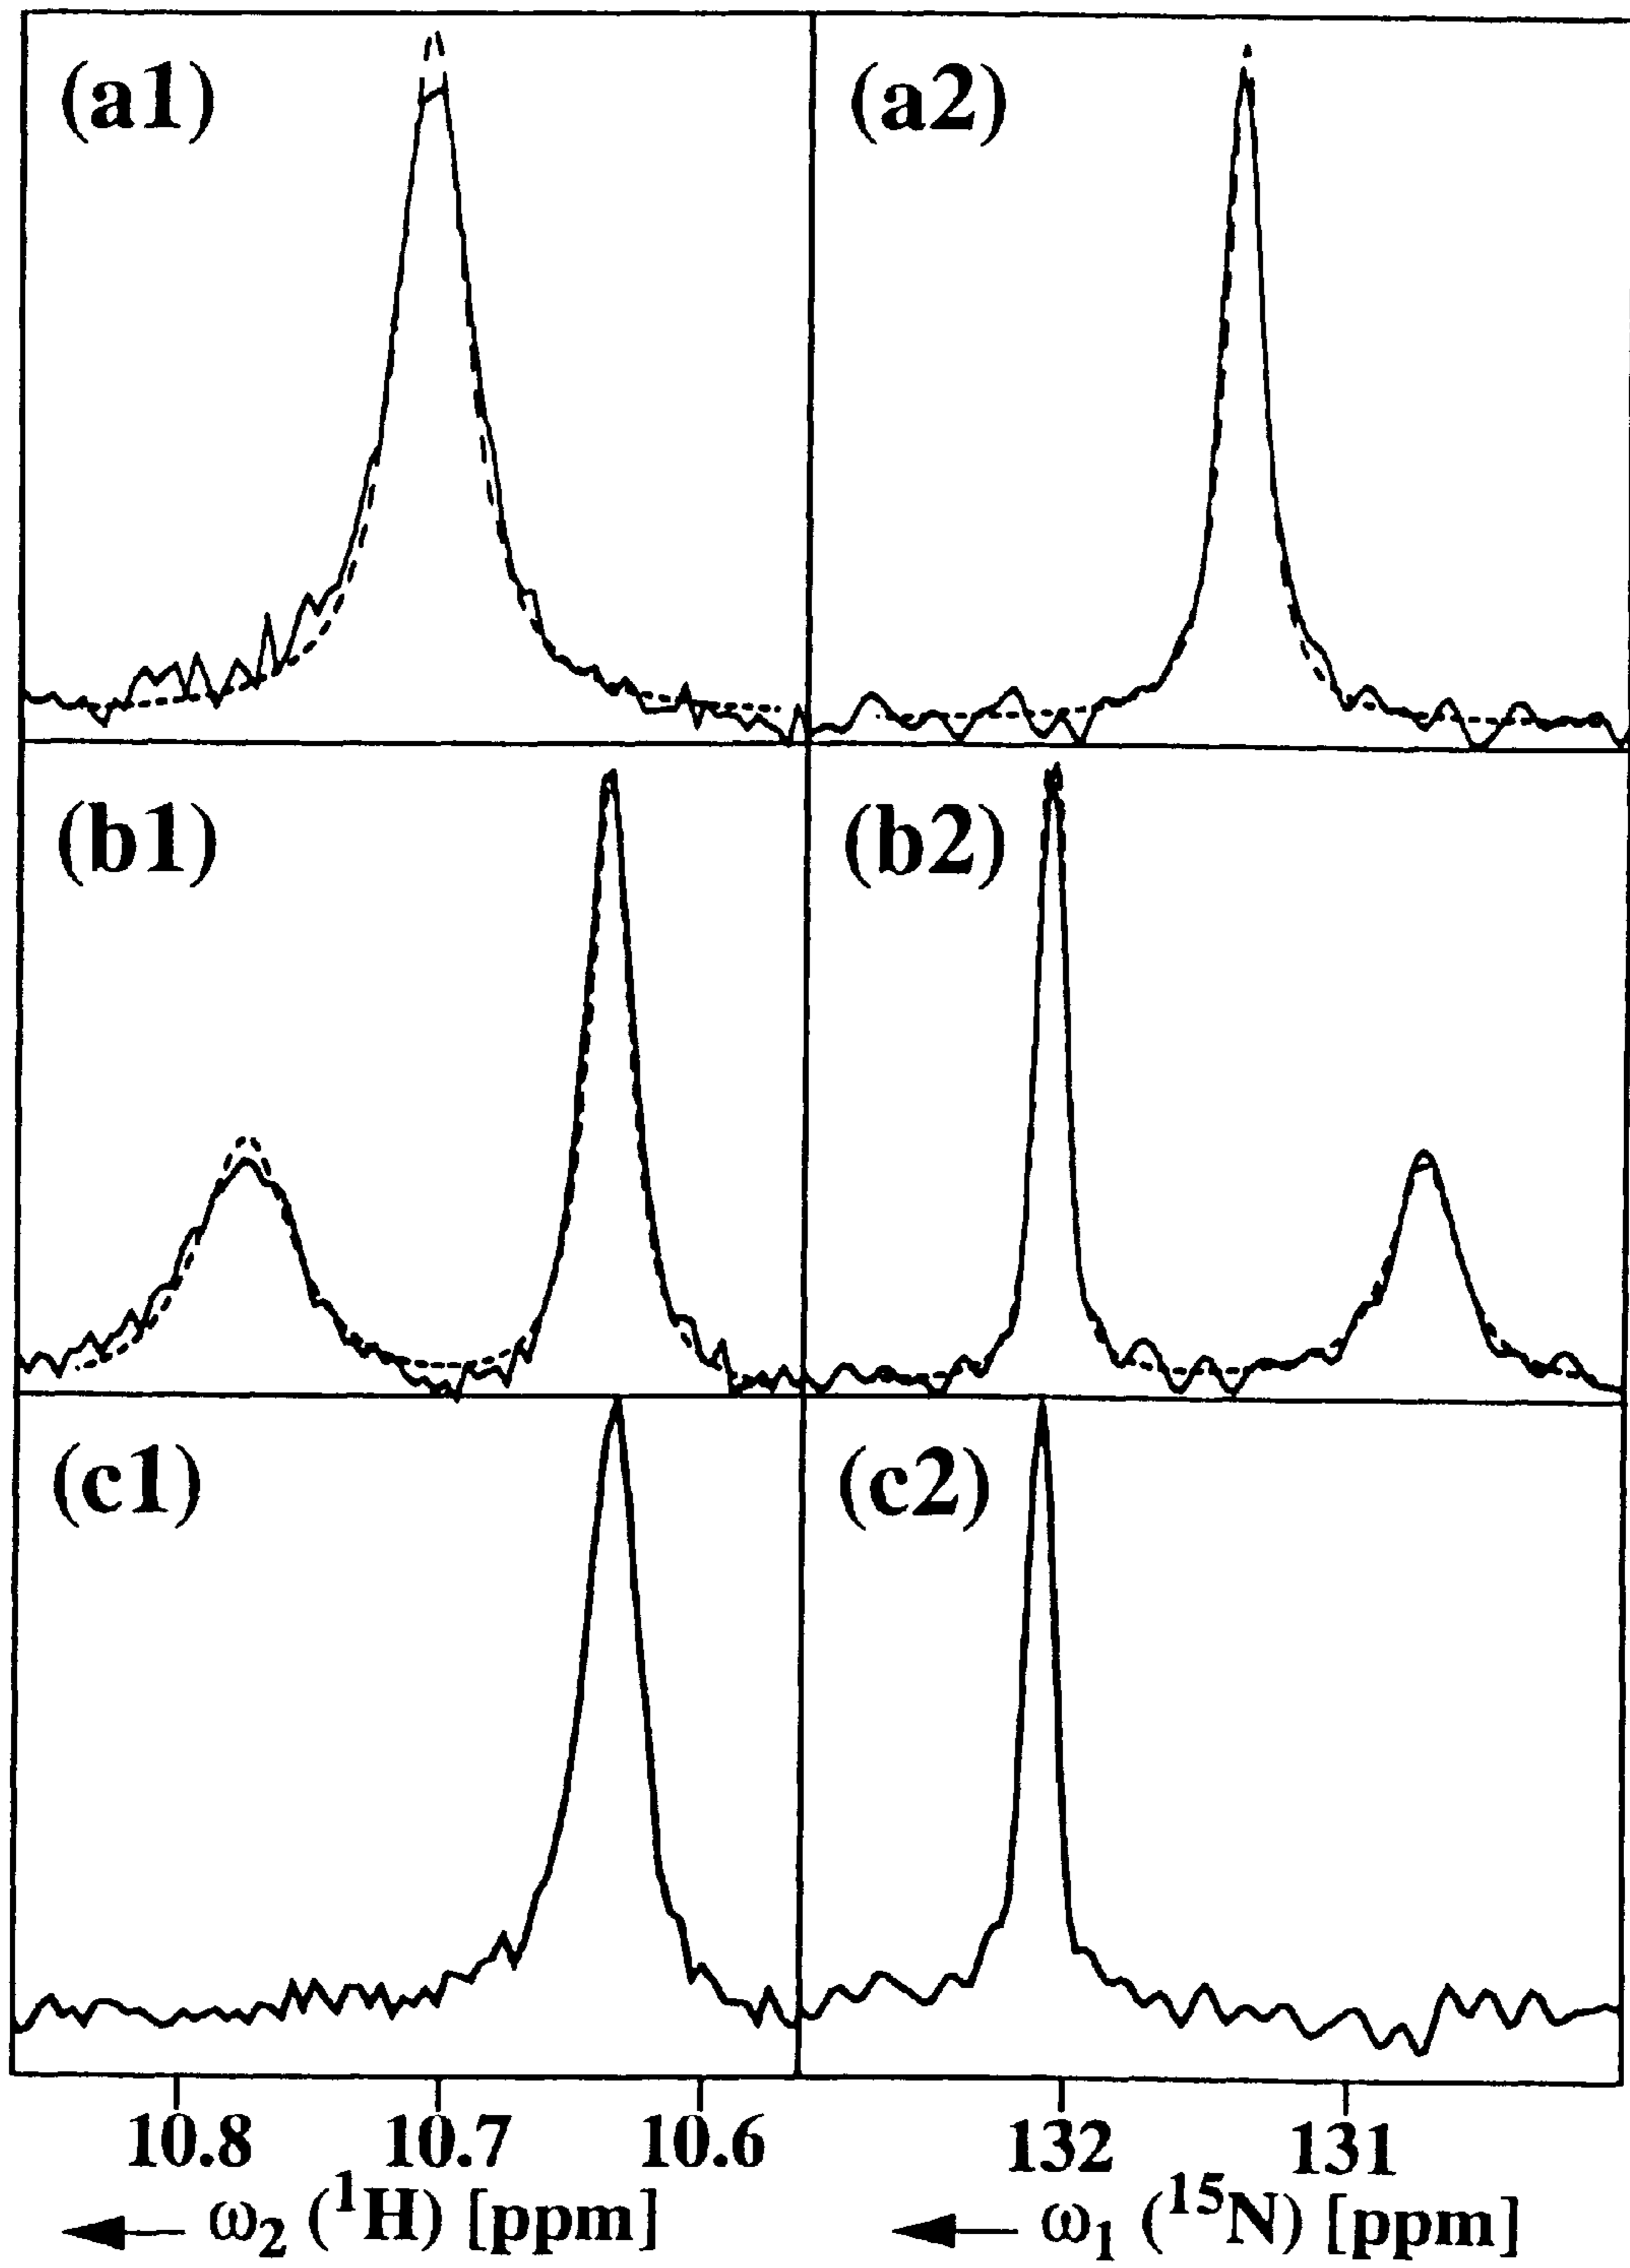 (a1) (a2)
(b1) (b2)
(c1) (c2)
10.8 10.7 10.6 132 131
ω₂ (¹H) [ppm] ω₁ (¹⁵N) [ppm]